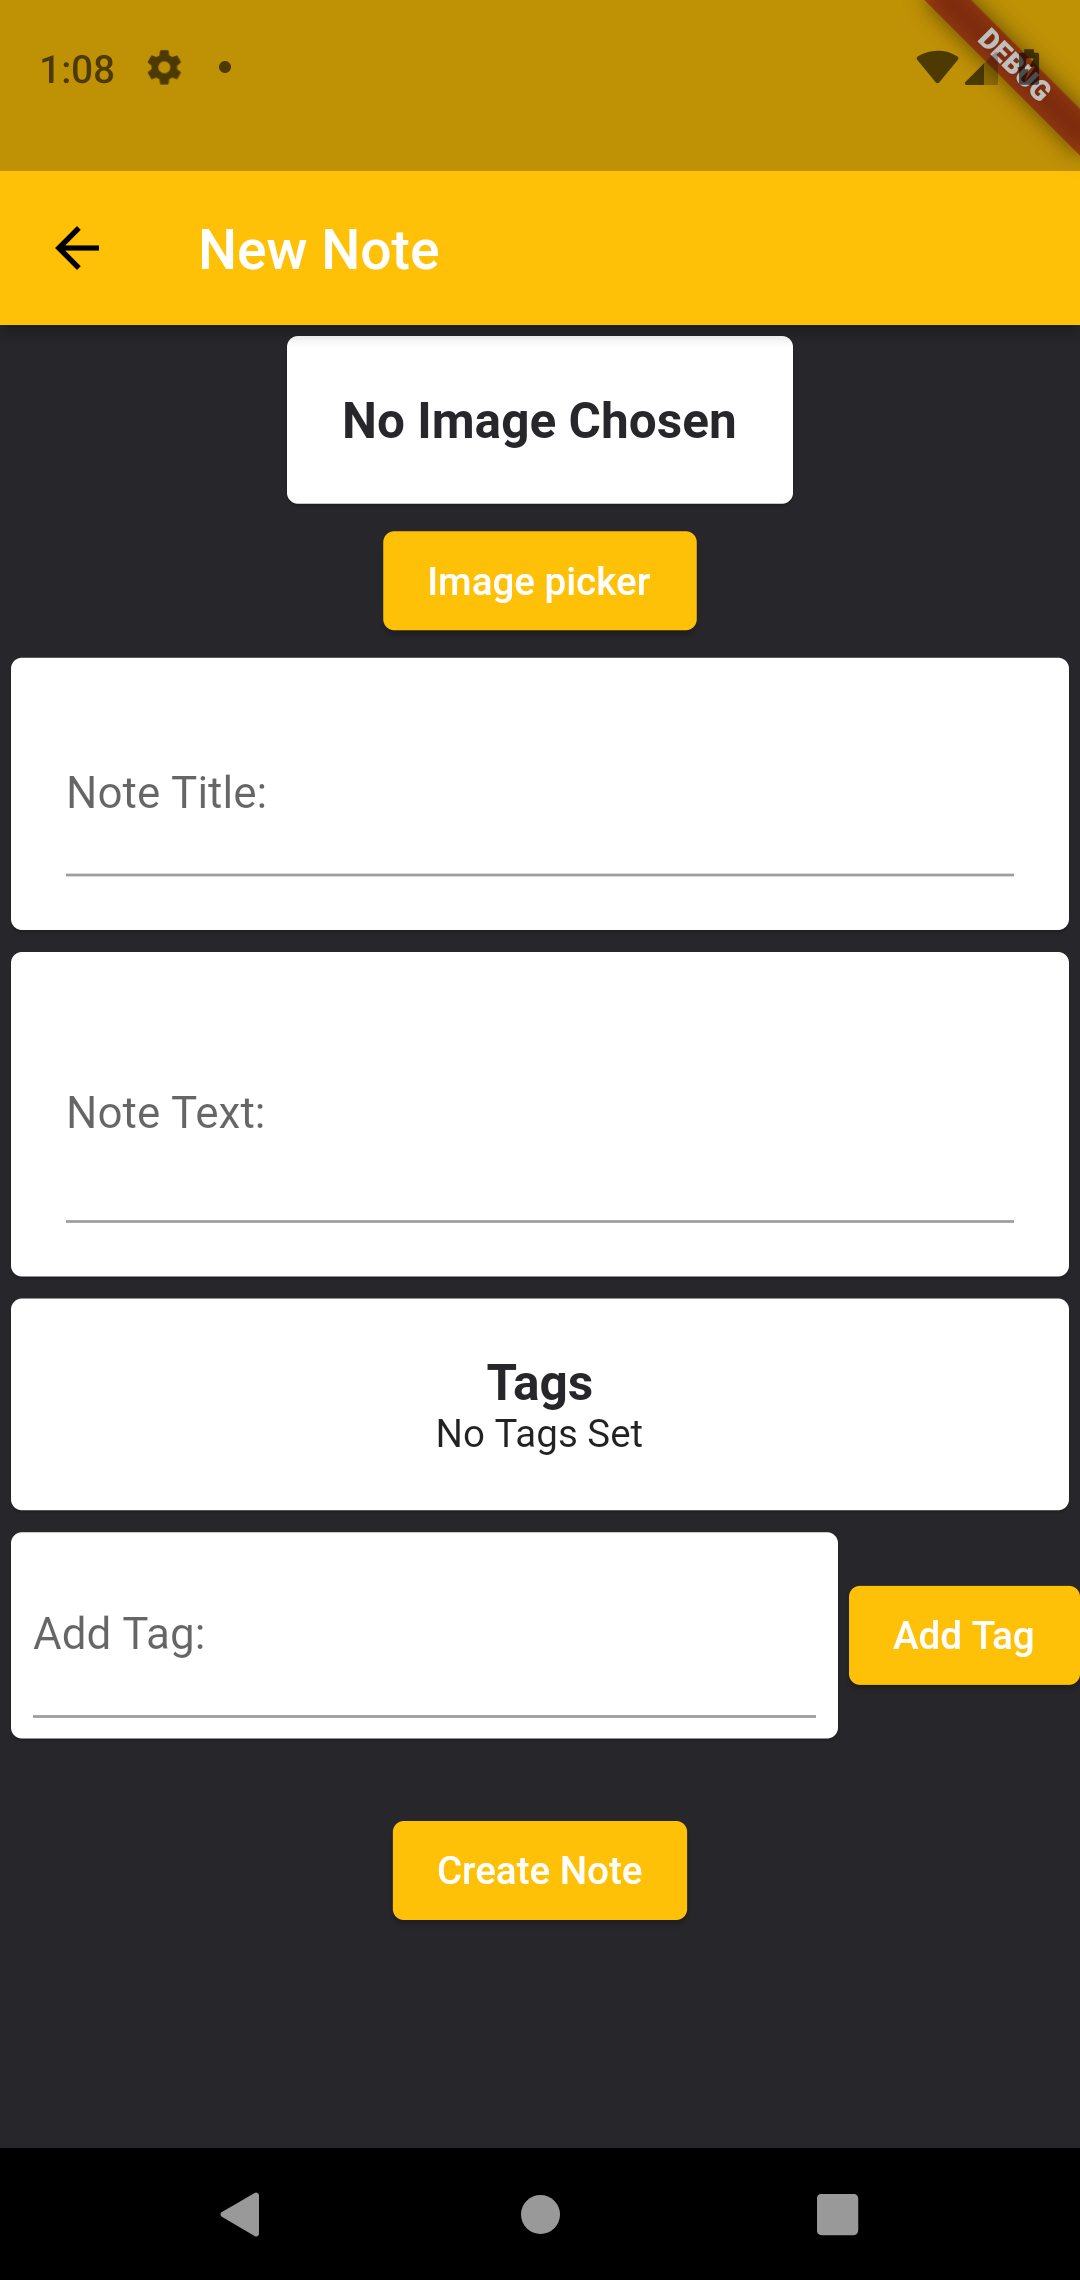 1:08
DEBUG
New Note
No Image Chosen
Image picker
Note Title:
Note Text:
Tags
No Tags Set
Add Tag:
Add Tag
Create Note